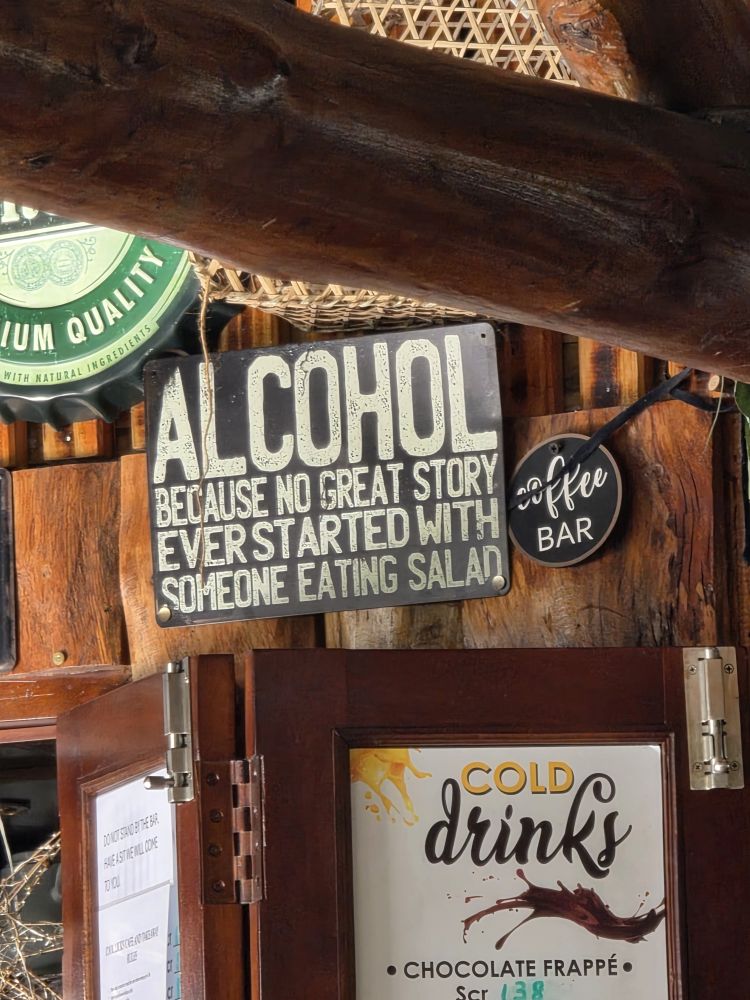 IUM QUALITY
WITH NATURAL INGREDIENTS
ALCOHOL
BECAUSE NO GREAT STORY
EVER STARTED WITH
SOMEONE EATING SALAD
coffee
BAR
DO NOT STAND BY THE BAR.
HAVE A SIT WE WILL COME
TO YOU.
RULES
COLD
drinks
• CHOCOLATE FRAPPÉ •
Scr 138